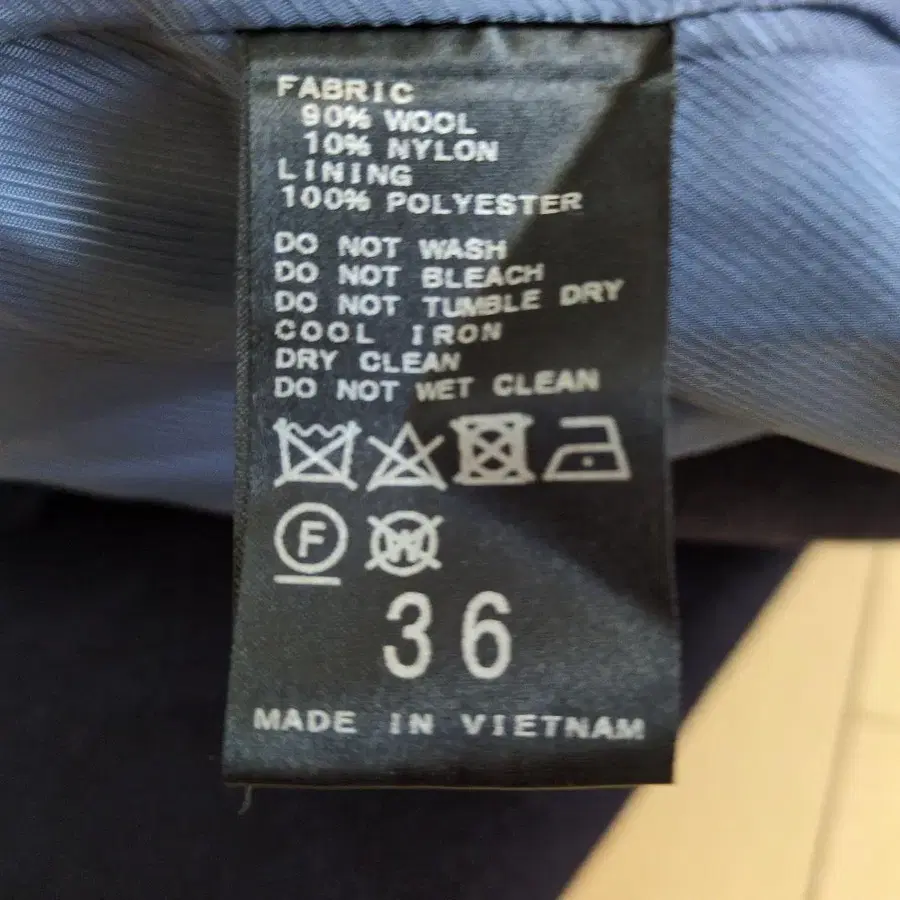 FABRIC
90% WOOL
10% NYLON
LINING
100% POLYESTER
DO NOT WASH
DO NOT BLEACH
DO NOT TUMBLE DRY
COOL IRON
DRY CLEAN
DO NOT WET CLEAN
F W
36
MADE IN VIETNAM